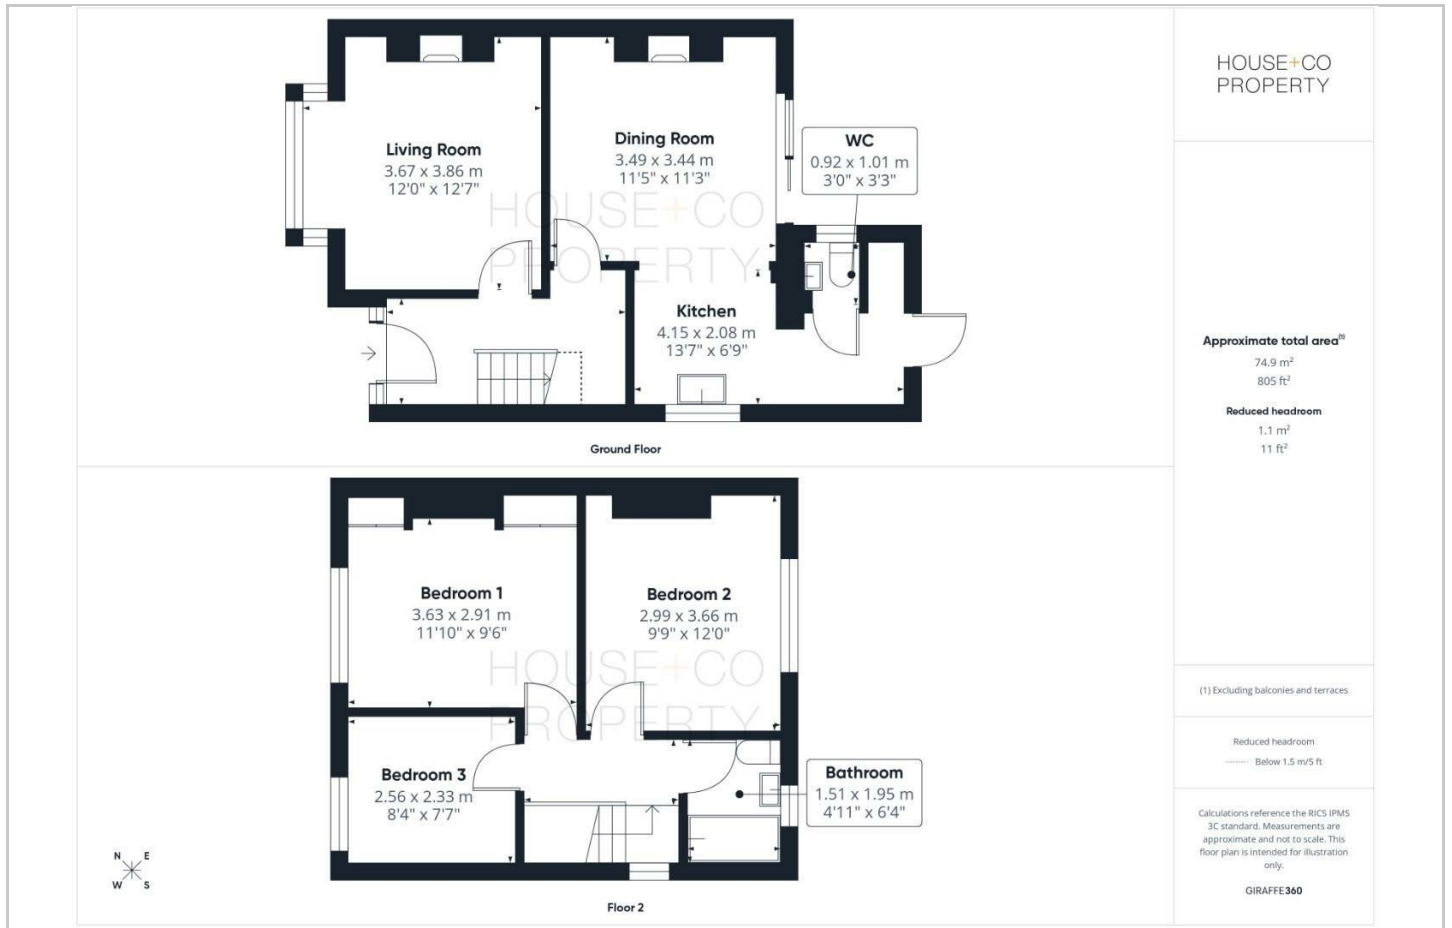 Living Room
3.67 x 3.86 m
12'0" x 12'7"
Dining Room
3.49 x 3.44 m
11'5" x 11'3"
WC
0.92 x 1.01 m
3'0" x 3'3"
HOUSE+CO
PROPERTY
Kitchen
4.15 x 2.08 m
13'7" x 6'9"
Ground Floor
Bedroom 1
3.63 x 2.91 m
11'10" x 9'6"
Bedroom 2
2.99 x 3.66 m
9'9" x 12'0"
HOUSE+CO
PROPERTY
Bedroom 3
2.56 x 2.33 m
8'4" x 7'7"
Bathroom
1.51 x 1.95 m
4'11" x 6'4"
N E
W S
Floor 2
HOUSE+CO
PROPERTY
Approximate total area(1)
74.9 m²
805 ft²
Reduced headroom
1.1 m²
11 ft²
(1) Excluding balconies and terraces
Reduced headroom
Below 1.5 m/5 ft
Calculations reference the RICS IPMS
3C standard. Measurements are
approximate and not to scale. This
floor plan is intended for illustration
only.
GIRAFFE360